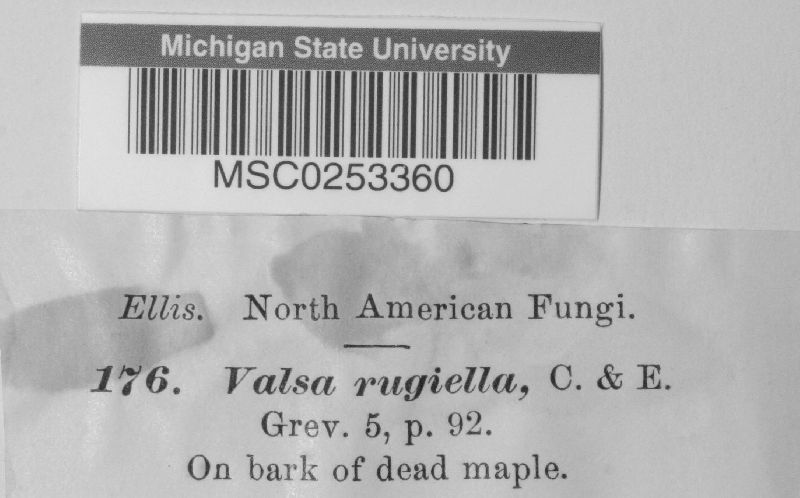 Michigan State University
MSC0253360
Ellis. North American Fungi.
176. Valsa rugiella, C. & E.
Grev. 5, p. 92.
On bark of dead maple.